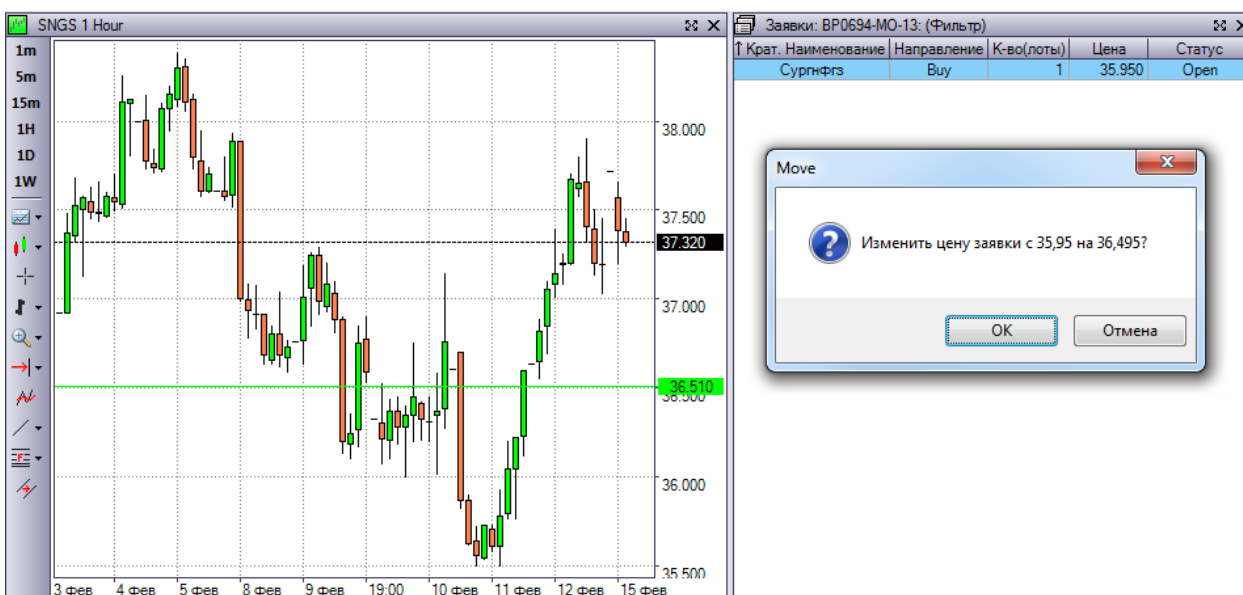 SNGS 1 Hour
1m
5m
15m
1H
1D
1W
38.000
37.500
37.320
37.000
36.510
36.500
36.000
35.500
3 фев 4 фев 5 фев 8 фев 9 фев 19:00 10 фев 11 фев 12 фев 15 фев
Заявки: BP0694-MO-13: (Фильтр)
↑ Крат. Наименование Направление К-во(лоты) Цена Статус
Сургнфгз Buy 1 35.950 Open
Move
Изменить цену заявки с 35,95 на 36,495?
OK Отмена